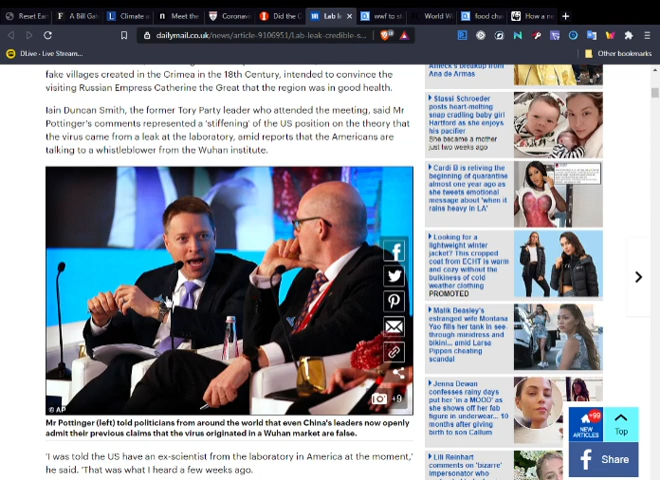 Reset Ear
A Bill Gat
Climate a
Meet the
Coronav
Did the C
Lab le
wwf to st
World W
food cha
How a ne
dailymail.co.uk/news/article-9106951/Lab-leak-credible-s...
DLive - Live Stream...
Other bookmarks
fake villages created in the Crimea in the 18th Century, intended to convince the
visiting Russian Empress Catherine the Great that the region was in good health.
Iain Duncan Smith, the former Tory Party leader who attended the meeting, said Mr
Pottinger's comments represented a 'stiffening' of the US position on the theory that
the virus came from a leak at the laboratory, amid reports that the Americans are
talking to a whistleblower from the Wuhan institute.
© AP
+9
Mr Pottinger (left) told politicians from around the world that even China's leaders now openly
admit their previous claims that the virus originated in a Wuhan market are false.
'I was told the US have an ex-scientist from the laboratory in America at the moment,'
he said. 'That was what I heard a few weeks ago.
Affleck's breakup from
Ana de Armas
Stassi Schroeder
posts heart-melting
snap cradling baby girl
Hartford as she enjoys
his pacifier
She became a mother
just two weeks ago
Cardi B is reliving the
beginning of quarantine
almost one year ago as
she tweets emotional
message about 'when it
rains heavy in LA'
Looking for a
lightweight winter
jacket? This cropped
coat from ECHT is warm
and cozy without the
bulkiness of cold
weather clothing
PROMOTED
Malik Beasley's
estranged wife Montana
Yao fills her tank in see-
through minidress and
bikini... amid Larsa
Pippen cheating
scandal
Jenna Dewan
confesses rainy days
put her 'in a MOOD' as
she shows off her fab
figure in underwear... 10
months after giving
birth to son Callum
Lili Reinhart
comments on 'bizarre'
impersonator who
+99
NEW
ARTICLES
Top
Share